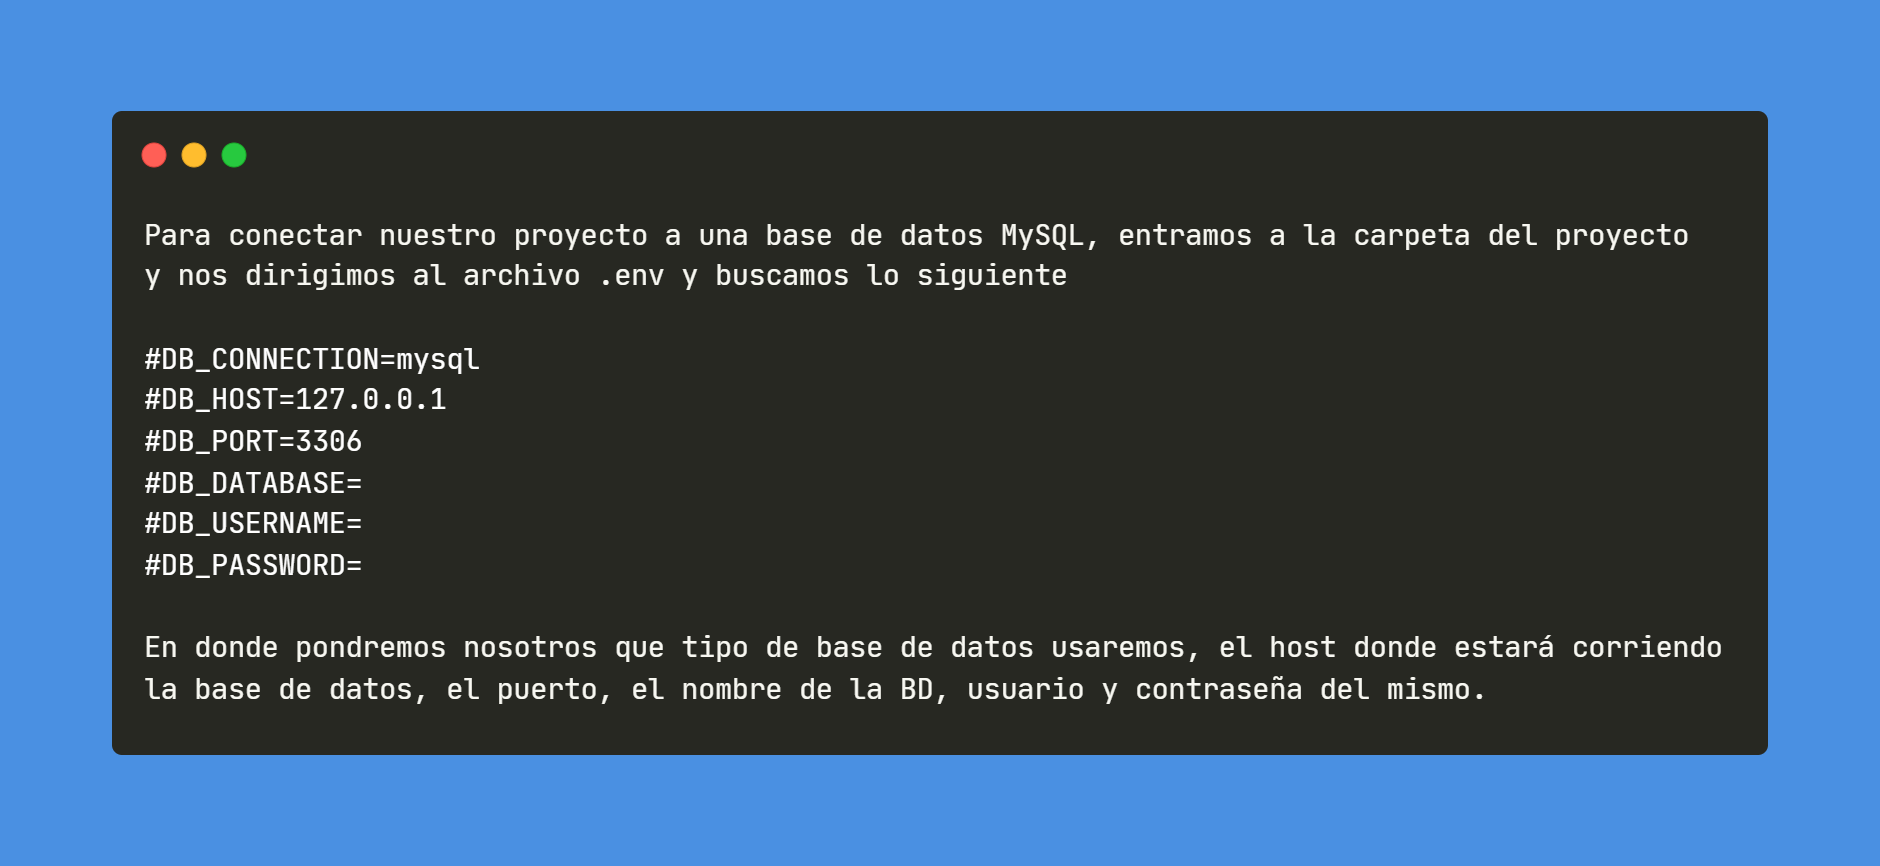 Para conectar nuestro proyecto a una base de datos MySQL, entramos a la carpeta del proyecto
y nos dirigimos al archivo .env y buscamos lo siguiente
#DB_CONNECTION=mysql
#DB_HOST=127.0.0.1
#DB_PORT=3306
#DB_DATABASE=
#DB_USERNAME=
#DB_PASSWORD=
En donde pondremos nosotros que tipo de base de datos usaremos, el host donde estará corriendo
la base de datos, el puerto, el nombre de la BD, usuario y contraseña del mismo.